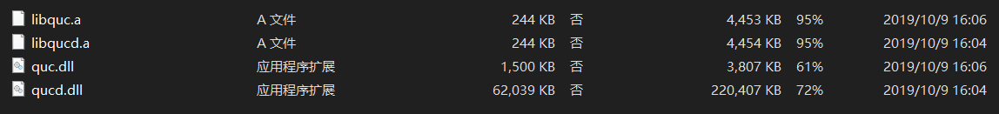 libquc.a A 文件 244 KB 否 4,453 KB 95% 2019/10/9 16:06
libqucd.a A 文件 244 KB 否 4,454 KB 95% 2019/10/9 16:04
quc.dll 应用程序扩展 1,500 KB 否 3,807 KB 61% 2019/10/9 16:06
qucd.dll 应用程序扩展 62,039 KB 否 220,407 KB 72% 2019/10/9 16:04